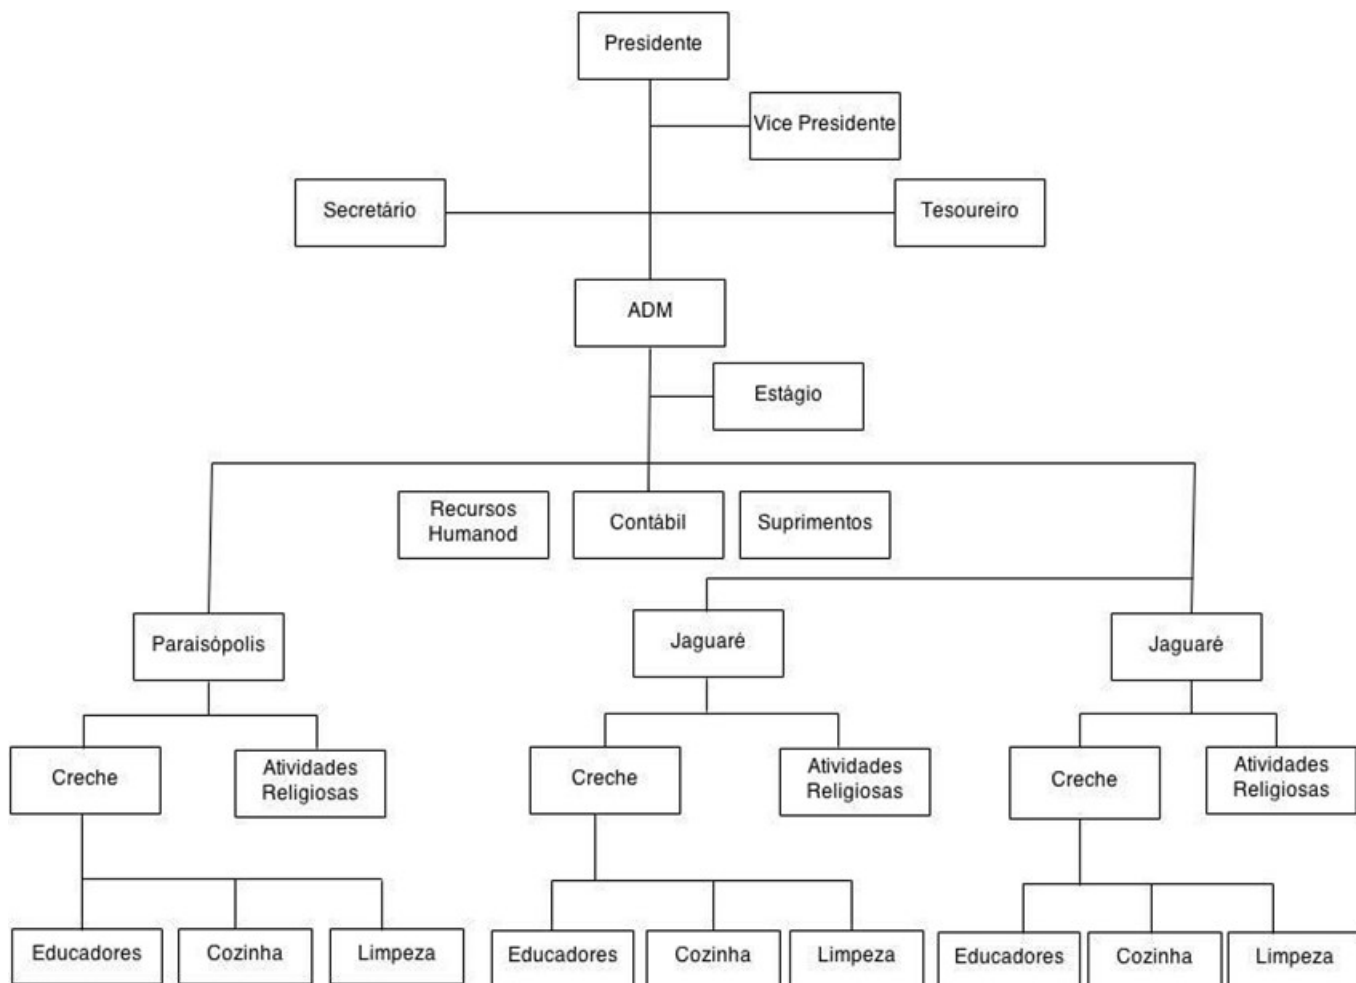 Presidente
Vice Presidente
Secretário
Tesoureiro
ADM
Estágio
Recursos
Humanod
Contábil
Suprimentos
Paraisópolis
Jaguaré
Jaguaré
Creche
Atividades
Religiosas
Creche
Atividades
Religiosas
Creche
Atividades
Religiosas
Educadores
Cozinha
Limpeza
Educadores
Cozinha
Limpeza
Educadores
Cozinha
Limpeza